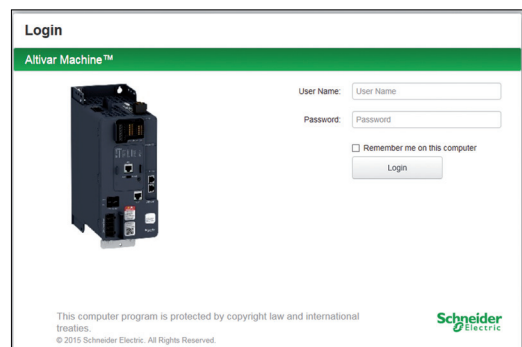 Login
Altivar Machine™
User Name:
User Name
Password:
Password
Remember me on this computer
Login
This computer program is protected by copyright law and international
treaties.
© 2015 Schneider Electric. All Rights Reserved.
Schneider
Electric